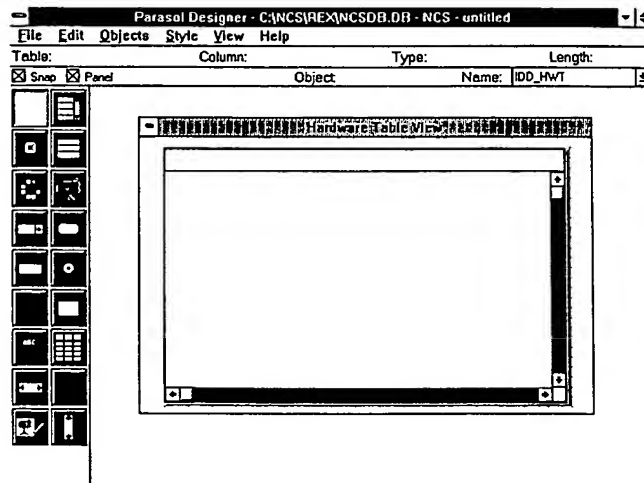 Parasol Designer - C:\NCS\REX\NCSDB.DB - NCS - untitled
File Edit Objects Style View Help
Table: Column: Type: Length:
Snap Panel Object Name: IDD_HWT
Hardware Table View
ABC